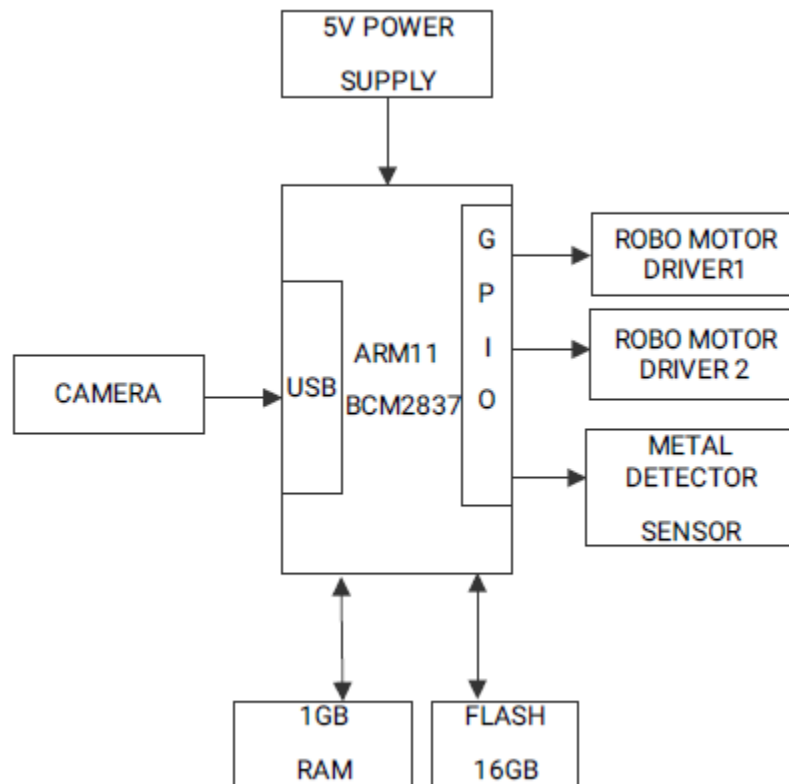 5V POWER
SUPPLY
G
P
I
O
ROBO MOTOR
DRIVER1
ROBO MOTOR
DRIVER 2
ARM11
BCM2837
USB
CAMERA
METAL
DETECTOR
SENSOR
1GB
RAM
FLASH
16GB